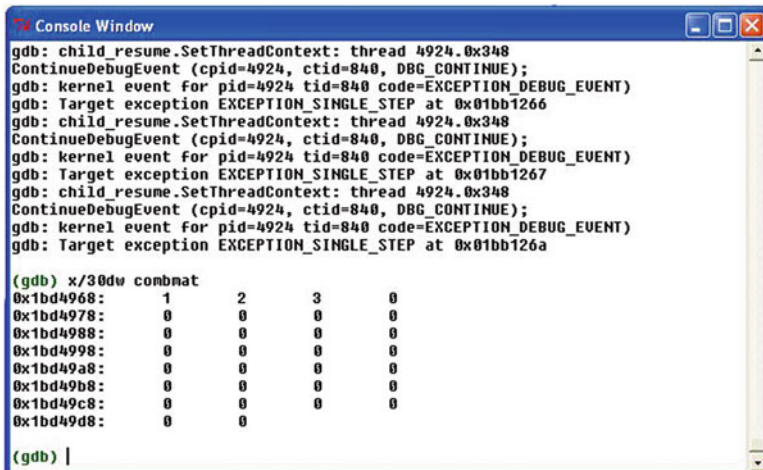 Console Window
gdb: child_resume.SetThreadContext: thread 4924.0x348
ContinueDebugEvent (cpid=4924, ctid=840, DBG_CONTINUE);
gdb: kernel event for pid=4924 tid=840 code=EXCEPTION_DEBUG_EVENT)
gdb: Target exception EXCEPTION_SINGLE_STEP at 0x01bb1266
gdb: child_resume.SetThreadContext: thread 4924.0x348
ContinueDebugEvent (cpid=4924, ctid=840, DBG_CONTINUE);
gdb: kernel event for pid=4924 tid=840 code=EXCEPTION_DEBUG_EVENT)
gdb: Target exception EXCEPTION_SINGLE_STEP at 0x01bb1267
gdb: child_resume.SetThreadContext: thread 4924.0x348
ContinueDebugEvent (cpid=4924, ctid=840, DBG_CONTINUE);
gdb: kernel event for pid=4924 tid=840 code=EXCEPTION_DEBUG_EVENT)
gdb: Target exception EXCEPTION_SINGLE_STEP at 0x01bb126a
(gdb) x/30dw combmat
0x1bd4968: 1 2 3 0
0x1bd4978: 0 0 0 0
0x1bd4988: 0 0 0 0
0x1bd4998: 0 0 0 0
0x1bd49a8: 0 0 0 0
0x1bd49b8: 0 0 0 0
0x1bd49c8: 0 0 0 0
0x1bd49d8: 0 0
(gdb)